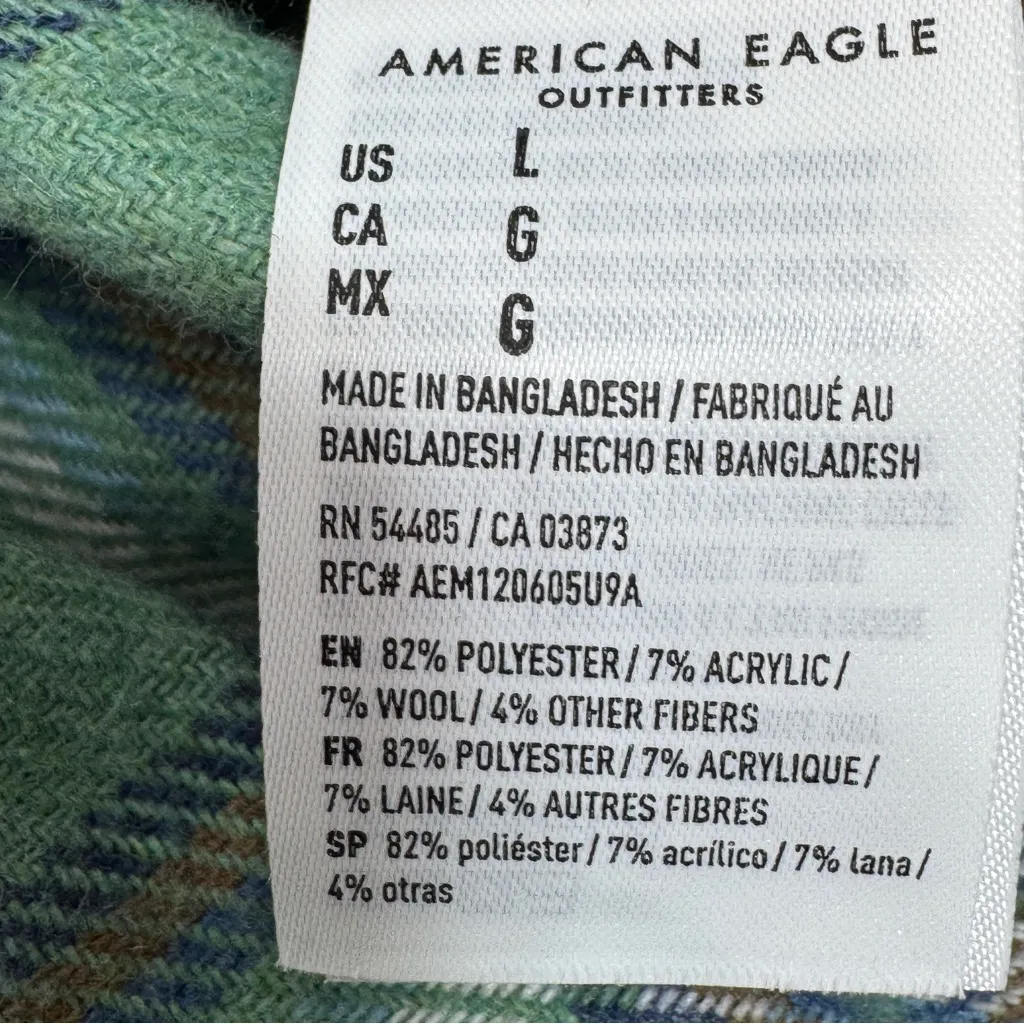 AMERICAN EAGLE
OUTFITTERS
US L
CA G
MX G
MADE IN BANGLADESH / FABRIQUÉ AU
BANGLADESH / HECHO EN BANGLADESH
RN 54485 / CA 03873
RFC# AEM120605U9A
EN 82% POLYESTER / 7% ACRYLIC /
7% WOOL / 4% OTHER FIBERS
FR 82% POLYESTER / 7% ACRYLIQUE /
7% LAINE / 4% AUTRES FIBRES
SP 82% poliéster / 7% acrílico / 7% lana /
4% otras